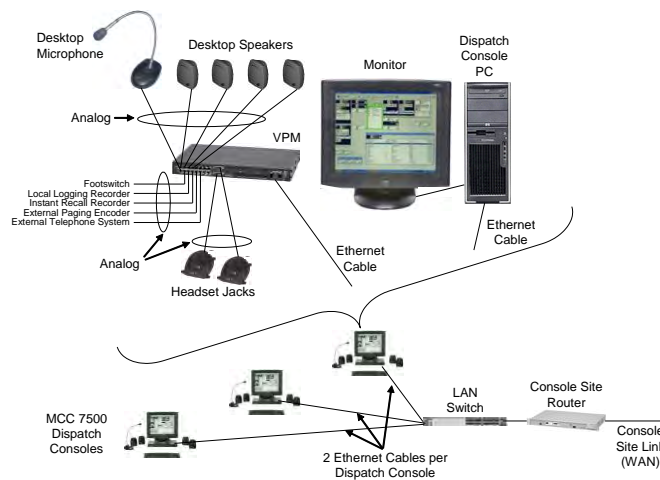 Desktop
Microphone
Desktop Speakers
Monitor
Dispatch
Console
PC
Analog
VPM
Footswitch
Local Logging Recorder
Instant Recall Recorder
External Paging Encoder
External Telephone System
Ethernet
Cable
Ethernet
Cable
Analog
Headset Jacks
LAN
Switch
Console Site
Router
MCC 7500
Dispatch
Consoles
2 Ethernet Cables per
Dispatch Console
Console
Site Link
(WAN)